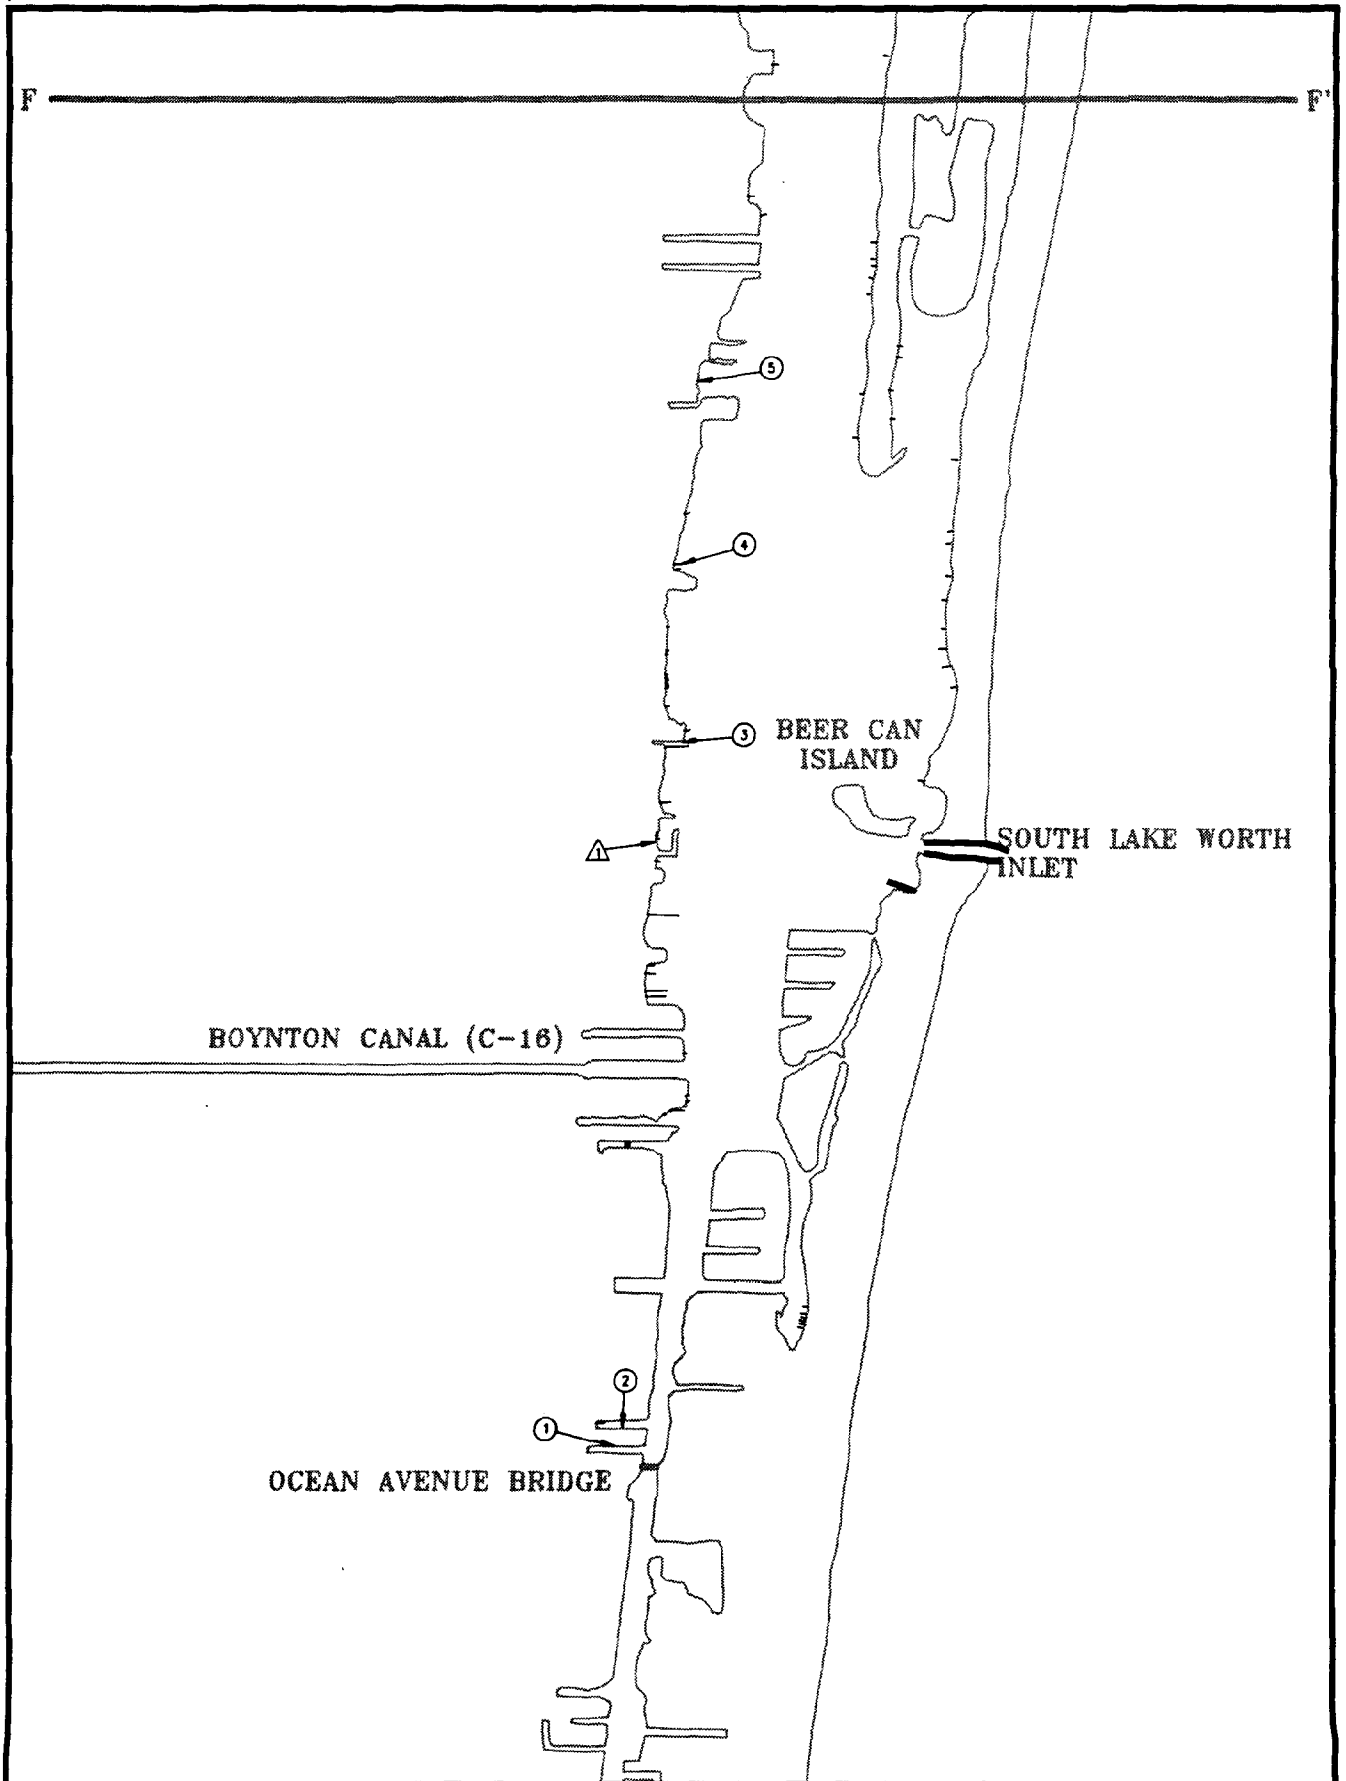 F F'
5
4
3
BEER CAN
ISLAND
1
SOUTH LAKE WORTH
INLET
BOYNTON CANAL (C-16)
2
1
OCEAN AVENUE BRIDGE